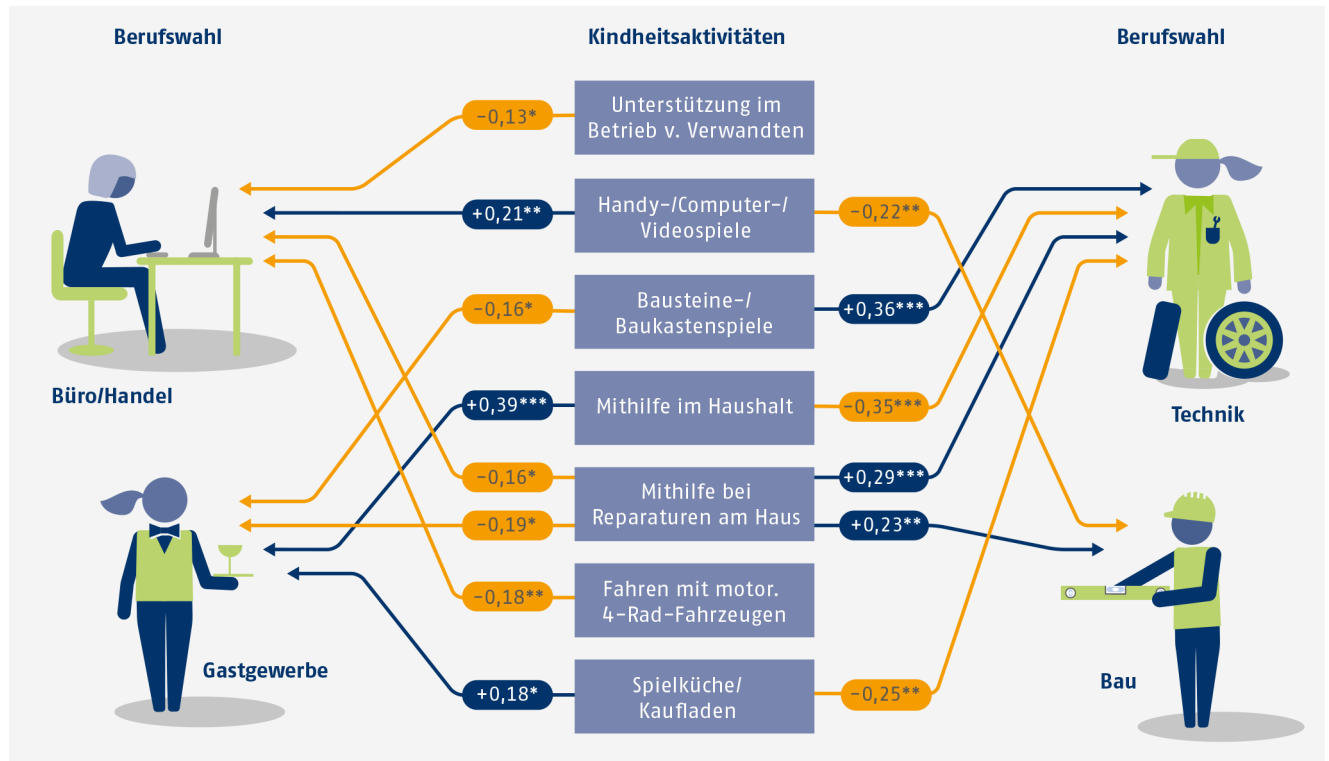 Berufswahl
Kindheitsaktivitäten
Berufswahl
Unterstützung im
Betrieb v. Verwandten
−0,13*
Handy-/Computer-/
Videospiele
+0,21**
−0,22**
Bausteine-/
Baukastenspiele
−0,16*
+0,36***
Büro/Handel
Mithilfe im Haushalt
+0,39***
−0,35***
Technik
Mithilfe bei
Reparaturen am Haus
−0,16*
+0,29***
−0,19*
+0,23**
Fahren mit motor.
4-Rad-Fahrzeugen
−0,18**
Gastgewerbe
Spielküche/
Kaufladen
+0,18*
−0,25**
Bau